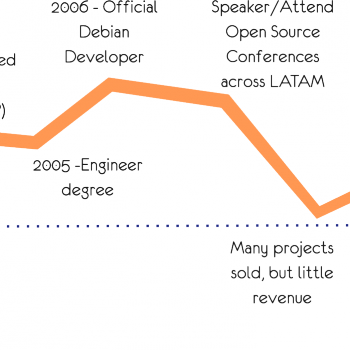 2006 - Official
Debian
Developer
Speaker/Attend
Open Source
Conferences
across LATAM
ed
)
2005 -Engineer
degree
Many projects
sold, but little
revenue